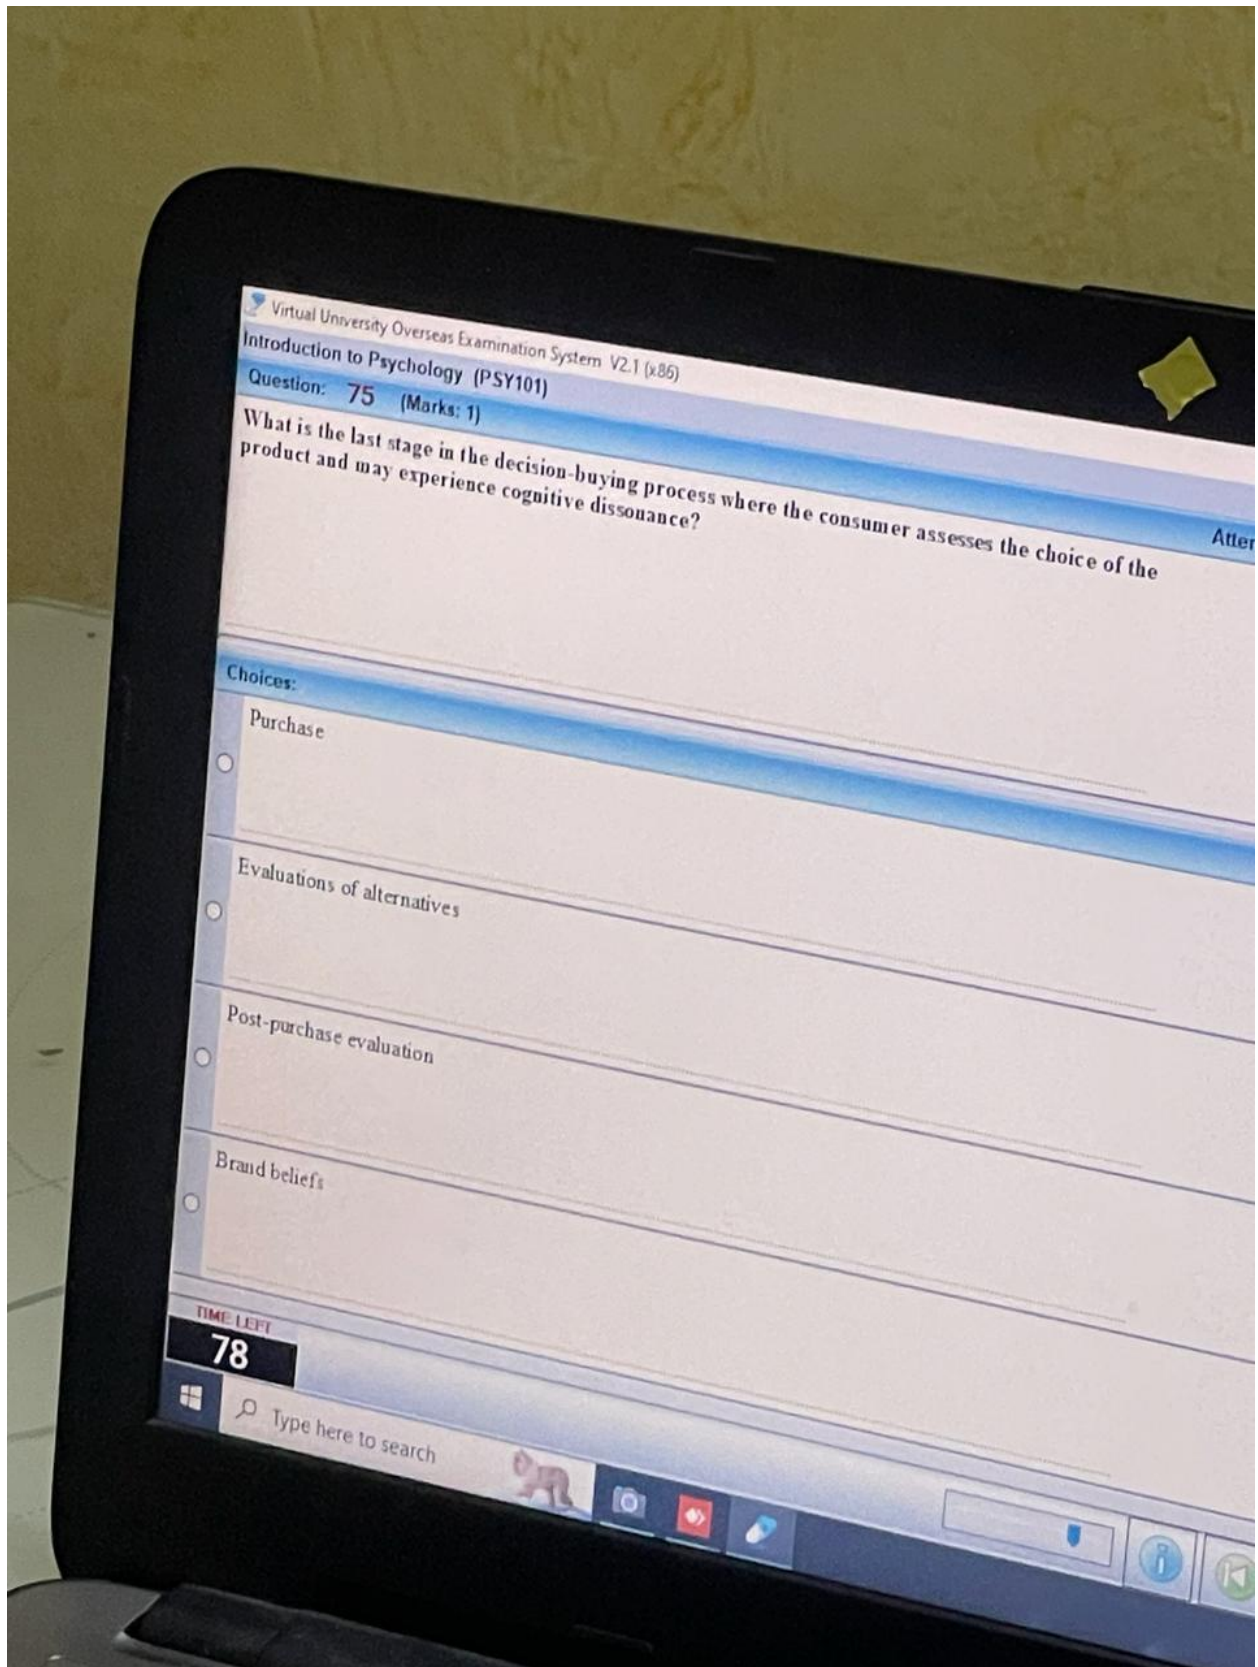 Virtual University Overseas Examination System V2.1 (x86)
Introduction to Psychology (PSY101)
Question: 75 (Marks: 1)
Atter
What is the last stage in the decision-buying process where the consumer assesses the choice of the
product and may experience cognitive dissonance?
Choices:
Purchase
Evaluations of alternatives
Post-purchase evaluation
Brand beliefs
TIME LEFT
78
Type here to search